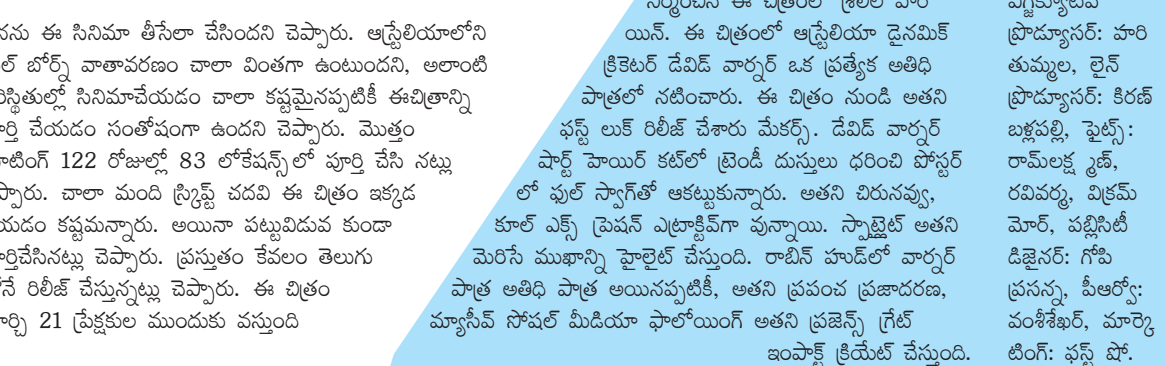 నను ఈ సినిమా తీసేలా చేసిందని చెప్పారు. ఆస్ట్రేలియాలోని
ల్ బోర్న్ వాతావరణం చాలా వింతగా ఉంటుందని, అలాంటి
సినిమాచేయడం చాలా కష్టమైనప్పటికీ ఈచిత్రాన్ని
ర్తి చేయడం సంతోషంగా ఉందని చెప్పారు. మొత్తం
టింగ్ 122 రోజుల్లో 83 లోకేషన్స్‌లో పూర్తి చేసి నట్లు
ప్పారు. చాలా మంది స్క్రిప్ట్ చదవి ఈ చిత్రం ఇక్కడ
యడం కష్టమన్నారు. అయినా పట్టువిడువ కుండా
ర్తిచేసినట్లు చెప్పారు. ప్రస్తుతం కేవలం తెలుగు
నే రిలీజ్ చేస్తున్నట్లు చెప్పారు. ఈ చిత్రం
ర్చి 21 ప్రేక్షకుల ముందుకు వస్తుంది
యిన్. ఈ చిత్రంలో ఆస్ట్రేలియా డైనమిక్
క్రికెటర్ డేవిడ్ వార్నర్ ఒక ప్రత్యేక అతిధి
పాత్రలో నటించారు. ఈ చిత్రం నుండి అతని
ఫస్ట్ లుక్ రిలీజ్ చేశారు మేకర్స్. డేవిడ్ వార్నర్
షార్ట్ హెయిర్ కట్‌లో ట్రెండీ దుస్తులు ధరించి పోస్టర్
లో ఫుల్ స్వాగ్‌తో ఆకట్టుకున్నారు. అతని చిరునవ్వు,
కూల్ ఎక్స్ ప్రెషన్ ఎట్రాక్టివ్‌గా వున్నాయి. స్పాట్లైట్ అతని
మెరిసే ముఖాన్ని హైలైట్ చేస్తుంది. రాబిన్ హుడ్‌లో వార్నర్
పాత్ర అతిధి పాత్ర అయినప్పటికీ, అతని ప్రపంచ ప్రజాదరణ,
మ్యాసీవ్ సోషల్ మీడియా ఫాలోయింగ్ అతని ప్రజెన్స్ గ్రేట్
ఇంపాక్ట్ క్రియేట్ చేస్తుంది.
ప్రొడ్యూసర్: హరి
తుమ్మల, లైన్
ప్రొడ్యూసర్: కిరణ్
బళ్లపల్లి, ఫైట్స్:
రామ్‌లక్ష్మణ్,
రవివర్మ, విక్రమ్
మోర్, పబ్లిసిటీ
డిజైనర్: గోపి
ప్రసన్న, పీఆర్వో:
వంశీశేఖర్, మార్కె
టింగ్: ఫస్ట్ షో.